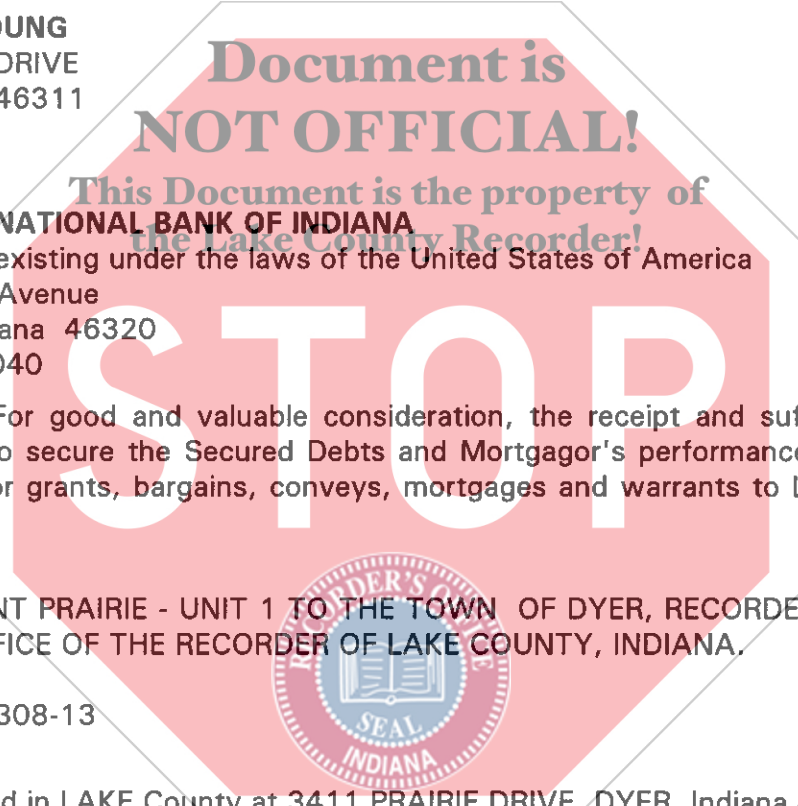 OUNG
DRIVE
46311
Document is
NOT OFFICIAL!
This Document is the property of
the Lake County Recorder!
NATIONAL BANK OF INDIANA
existing under the laws of the United States of America
Avenue
ana 46320
040
STOP
For good and valuable consideration, the receipt and suf
o secure the Secured Debts and Mortgagor's performance
or grants, bargains, conveys, mortgages and warrants to L
NT PRAIRIE - UNIT 1 TO THE TOWN OF DYER, RECORDE
FICE OF THE RECORDER OF LAKE COUNTY, INDIANA.
RECORDER'S OFFICE
SEAL
INDIANA
308-13
d in LAKE County at 3411 PRAIRIE DRIVE, DYER, Indiana